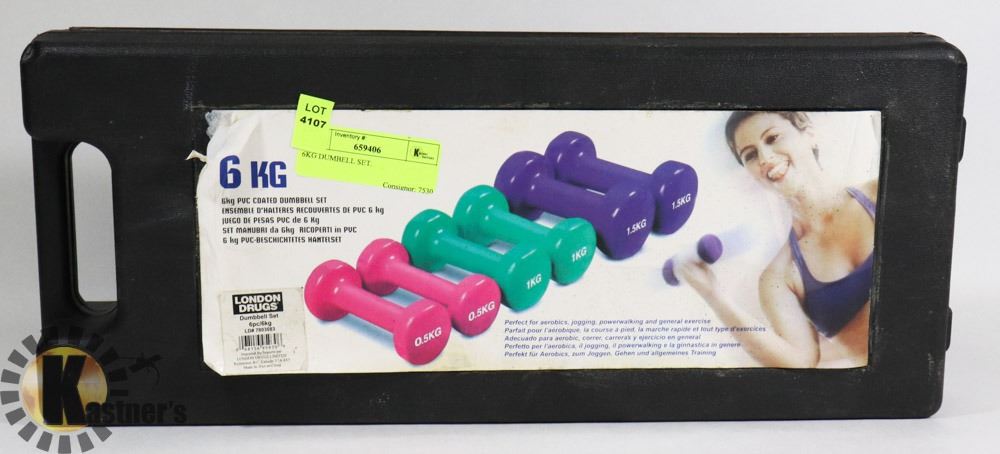 LOT
4107
Inventory #:
659406
6KG DUMBELL SET.
Consignor: 7530
6 KG
6kg PVC COATED DUMBBELL SET
ENSEMBLE D'HALTERES RECOUVERTES DE PVC 6 kg
JUEGO DE PESAS PVC de 6 Kg
SET MANUBRI da 6kg RICOPERTI in PVC
6 kg PVC-BESCHICHTETES HANTELSET
1.5KG
1.5KG
1KG
1KG
0.5KG
0.5KG
LONDON
DRUGS
Dumbbell Set
6pc/6kg
LD# 7803983
Perfect for aerobics, jogging, powerwalking and general exercise
Parfait pour l'aérobique, la course à pied, la marche rapide et tout type d'exercices
Adecuado para aerobic, correr, carreras y ejercicio en general
Perfetto per l'aerobica, il jogging, il powerwalking e la ginnastica in genere
Perfekt für Aerobics, zum Joggen, Gehen und allgemeines Training
Kastner's